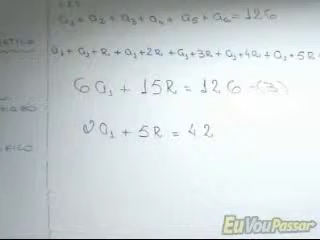 a₁ + a₂ + a₃ + a₄ + a₅ + a₆ = 126
a₁ + a₁ + R + a₁ + 2R + a₁ + 3R + a₁ + 4R + a₁ + 5R =
6a₁ + 15R = 126 ÷(3)
2a₁ + 5R = 42
EuVouPassar